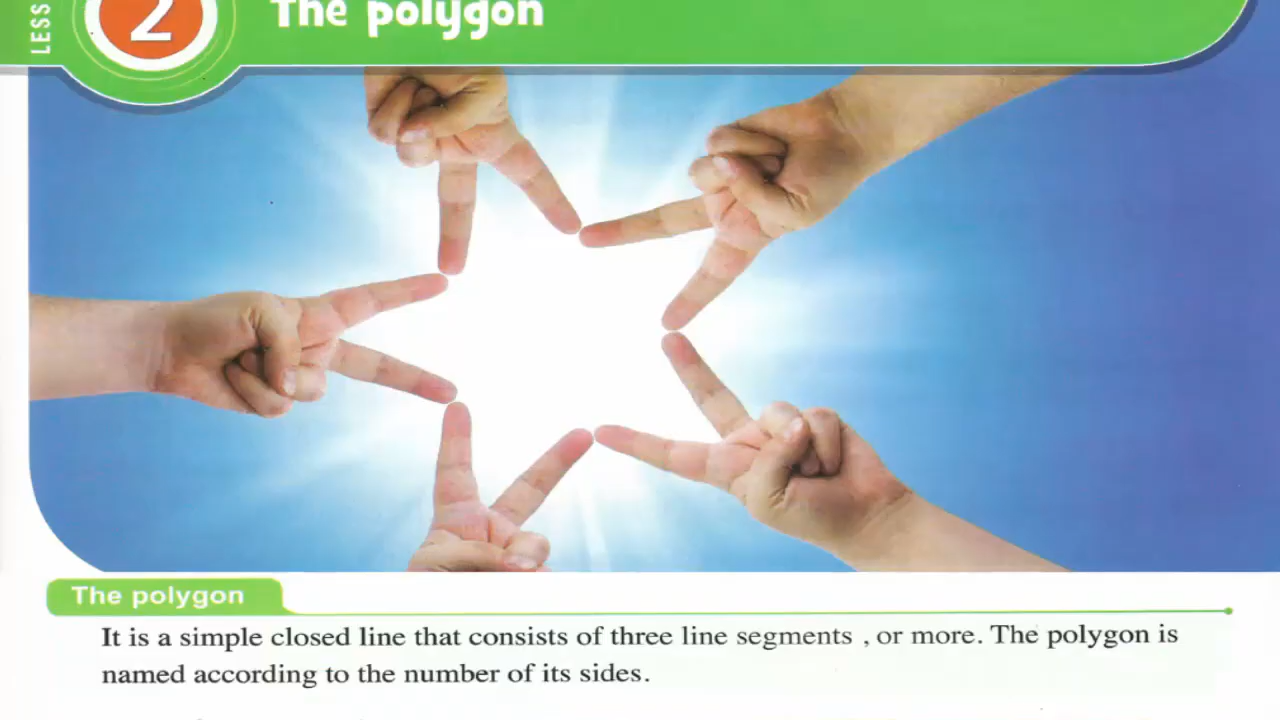 LESS
2
The polygon
The polygon
It is a simple closed line that consists of three line segments , or more. The polygon is
named according to the number of its sides.